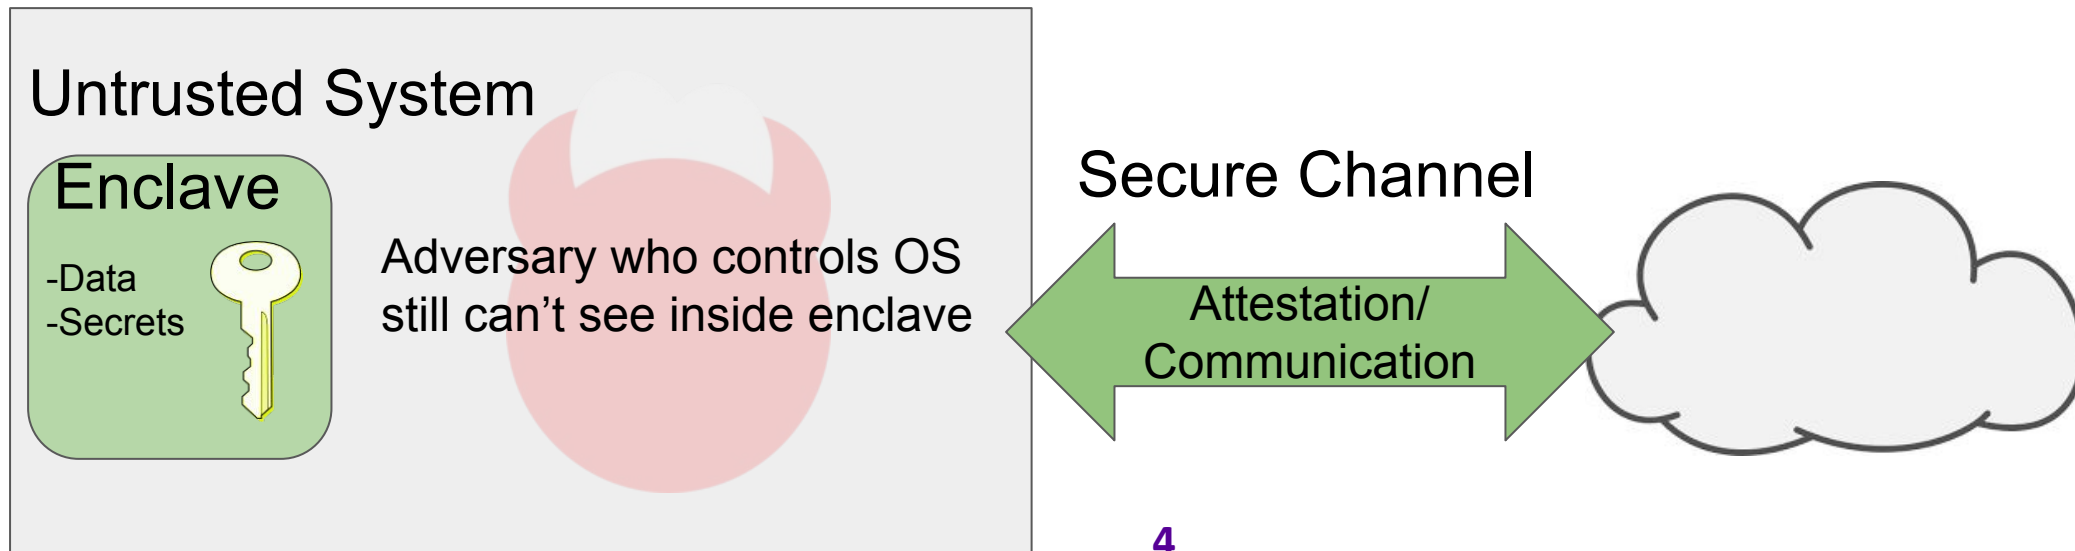 Untrusted System
Enclave
-Data
-Secrets
Adversary who controls OS
still can’t see inside enclave
Secure Channel
Attestation/
Communication
4